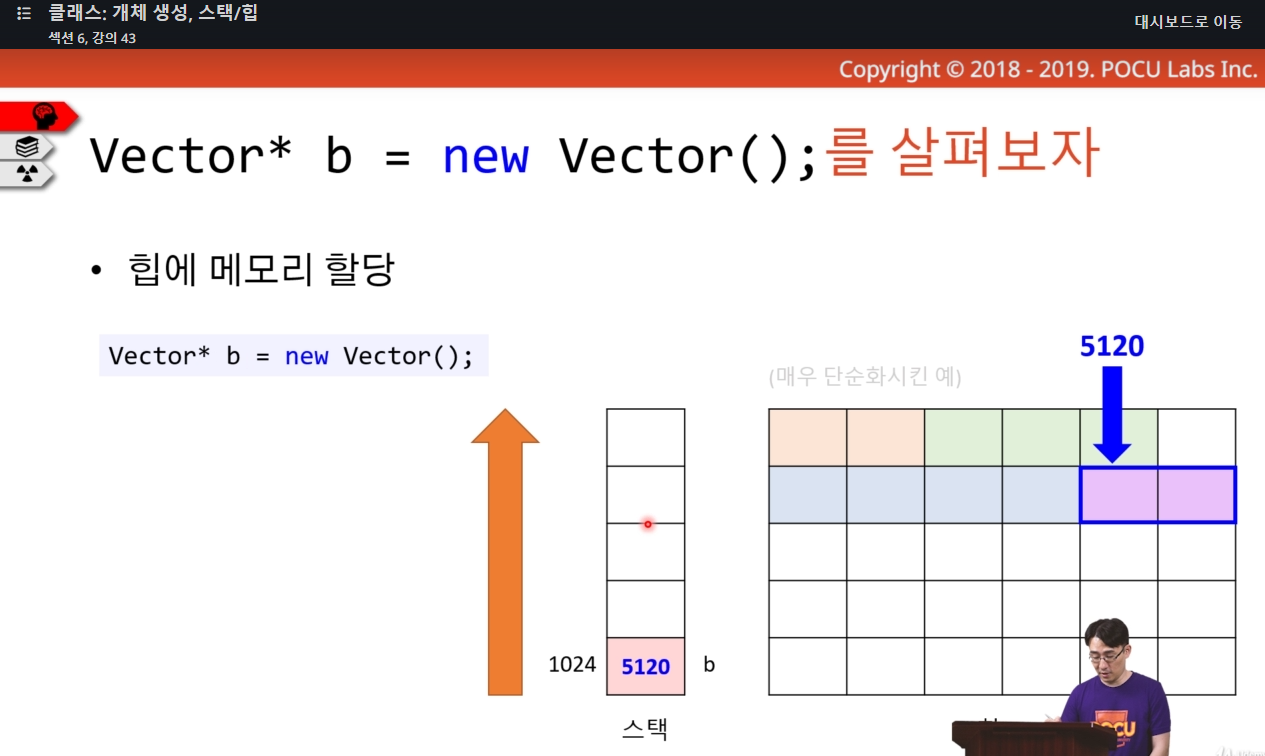 클래스: 개체 생성, 스택/힙
섹션 6, 강의 43
대시보드로 이동
Copyright © 2018 - 2019. POCU Labs Inc.
Vector* b = new Vector();를 살펴보자
• 힙에 메모리 할당
Vector* b = new Vector();
5120
(매우 단순화시킨 예)
1024 5120 b
스택